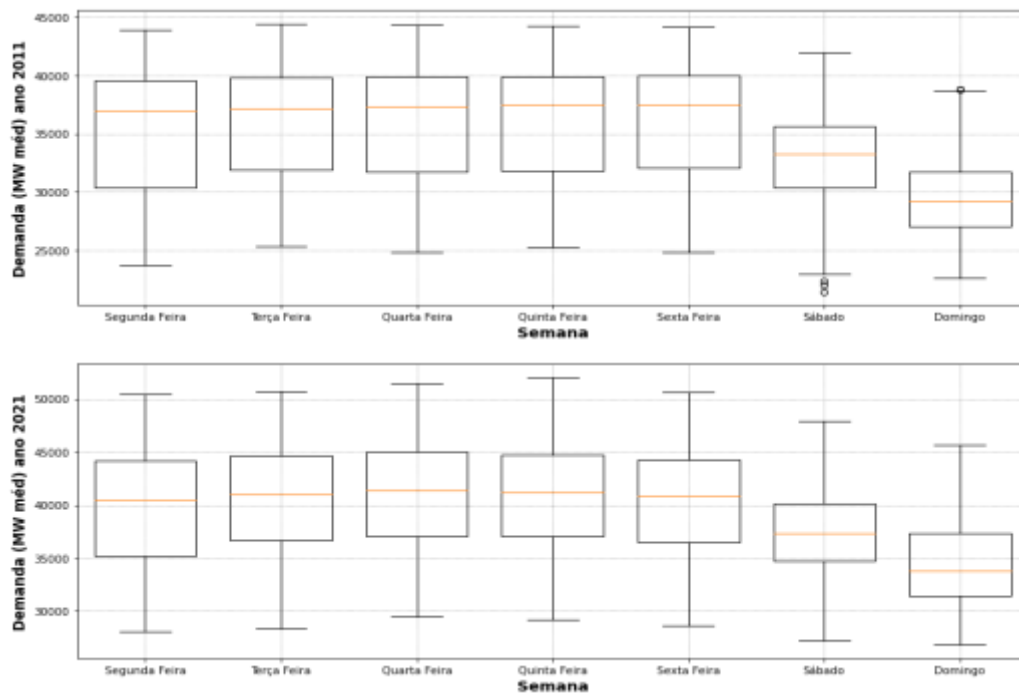 Demanda (MW méd) ano 2011
45000
40000
35000
30000
25000
Segunda Feira Terça Feira Quarta Feira Quinta Feira Sexta Feira Sábado Domingo
Semana
Demanda (MW méd) ano 2021
50000
45000
40000
35000
30000
Segunda Feira Terça Feira Quarta Feira Quinta Feira Sexta Feira Sábado Domingo
Semana